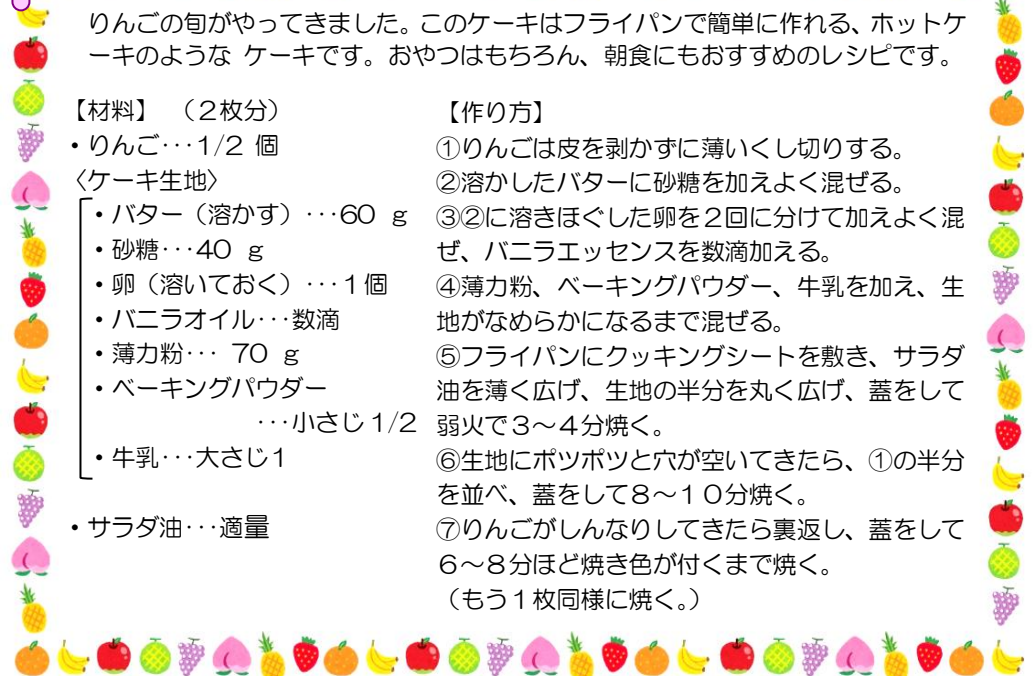 りんごの旬がやってきました。このケーキはフライパンで簡単に作れる、ホットケ
ーキのような ケーキです。おやつはもちろん、朝食にもおすすめのレシピです。
【材料】 （２枚分）
・りんご･･･1/2 個
〈ケーキ生地〉
・バター（溶かす）･･･60 g
・砂糖･･･40 g
・卵（溶いておく）･･･１個
・バニラオイル･･･数滴
・薄力粉･･･ 70 g
・ベーキングパウダー
･･･小さじ 1/2
・牛乳･･･大さじ１
・サラダ油･･･適量
【作り方】
①りんごは皮を剥かずに薄いくし切りする。
②溶かしたバターに砂糖を加えよく混ぜる。
③②に溶きほぐした卵を２回に分けて加えよく混
ぜ、バニラエッセンスを数滴加える。
④薄力粉、ベーキングパウダー、牛乳を加え、生
地がなめらかになるまで混ぜる。
⑤フライパンにクッキングシートを敷き、サラダ
油を薄く広げ、生地の半分を丸く広げ、蓋をして
弱火で３～４分焼く。
⑥生地にポツポツと穴が空いてきたら、①の半分
を並べ、蓋をして８～１０分焼く。
⑦りんごがしんなりしてきたら裏返し、蓋をして
６～８分ほど焼き色が付くまで焼く。
（もう１枚同様に焼く。）